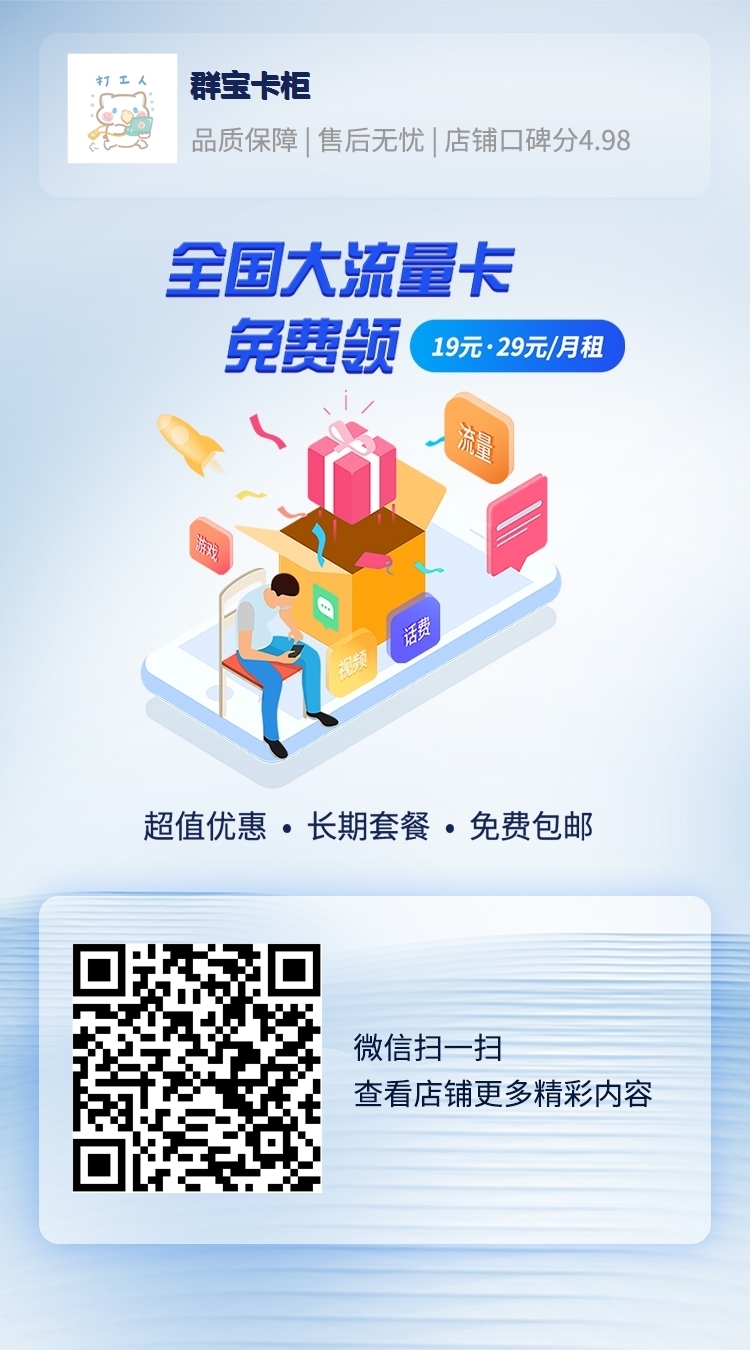 打工人
群宝卡柜
品质保障 | 售后无忧 | 店铺口碑分4.98
全国大流量卡
免费领 19元·29元/月租
流量
游戏
话费
视频
超值优惠 • 长期套餐 • 免费包邮
微信扫一扫
查看店铺更多精彩内容